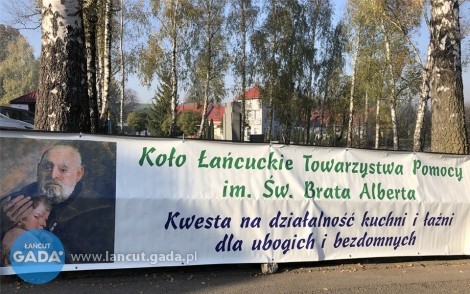 Koło Łańcuckie Towarzystwa Pomocy
im. Św. Brata Alberta
Kwesta na działalność kuchni i łaźni
dla ubogich i bezdomnych
ŁAŃCUT
GADA
www.lancut.gada.pl